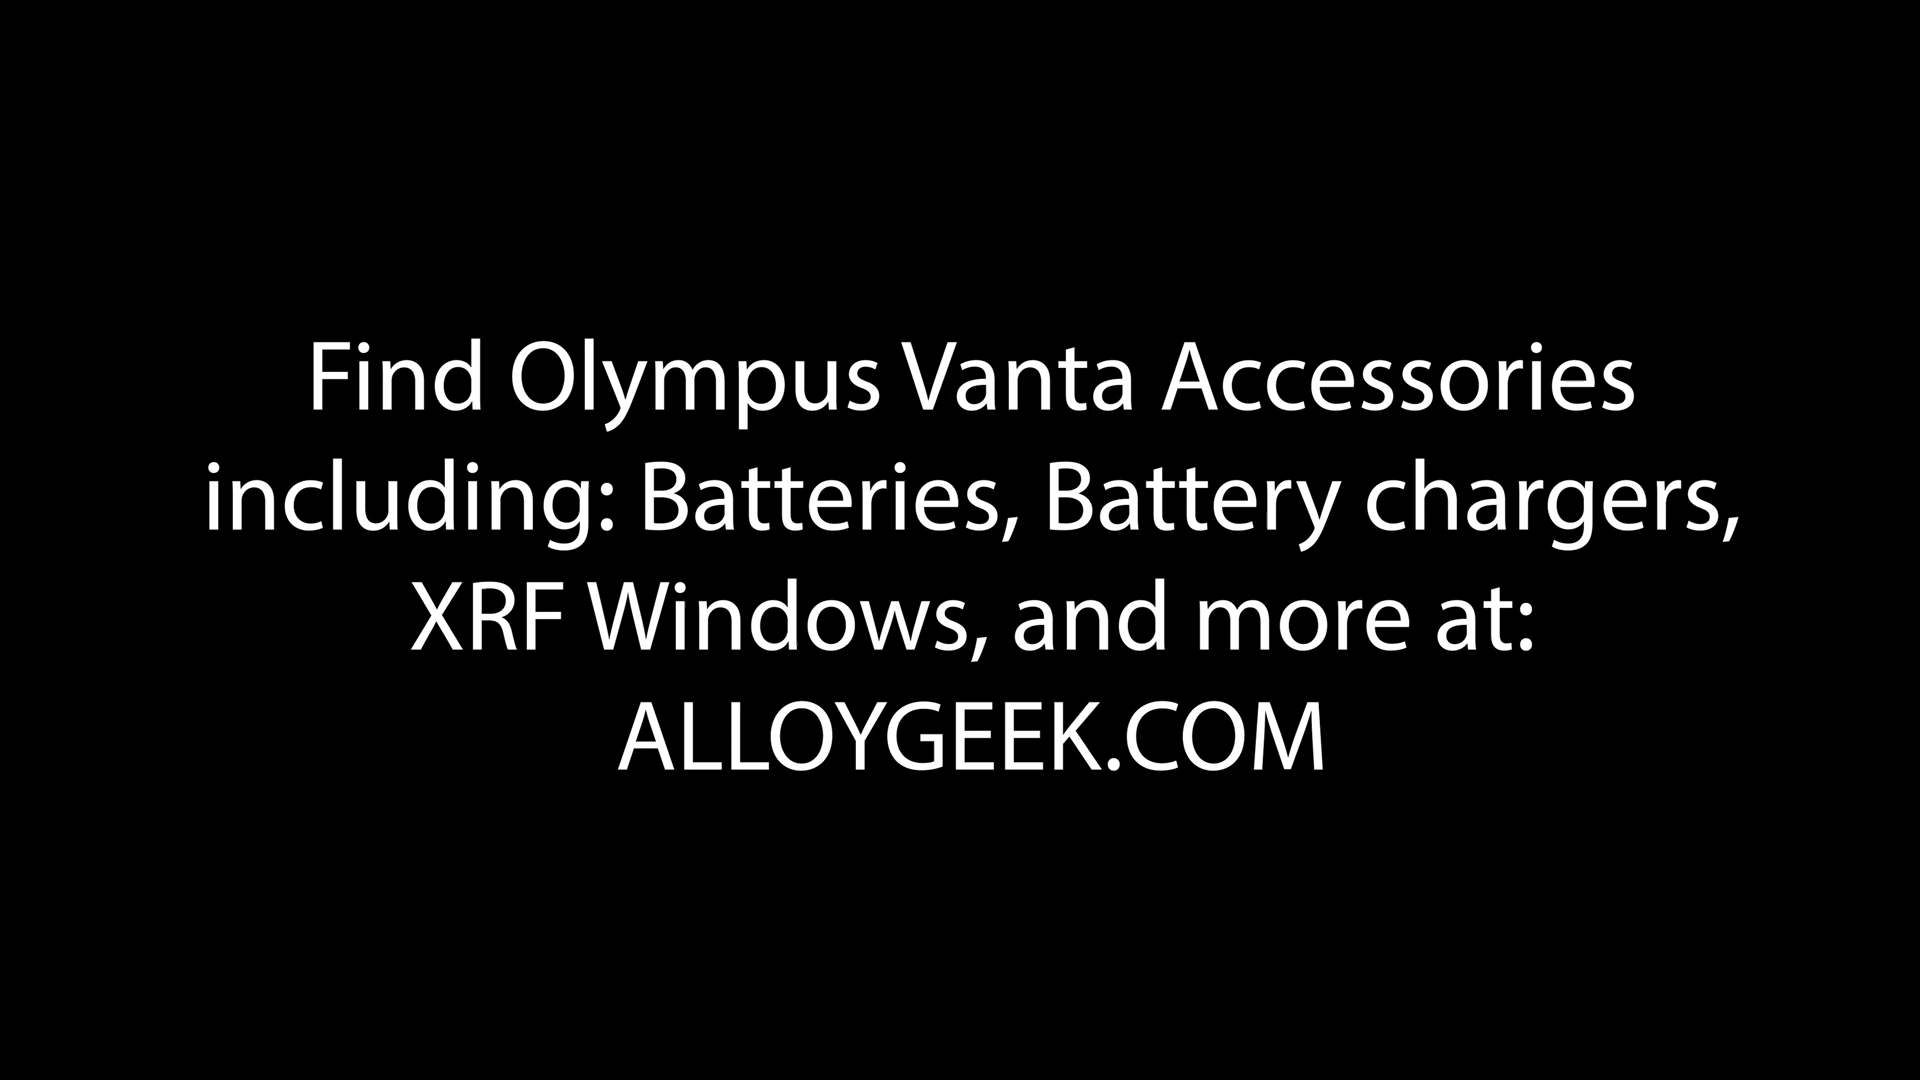 Find Olympus Vanta Accessories
including: Batteries, Battery chargers,
XRF Windows, and more at:
ALLOYGEEK.COM